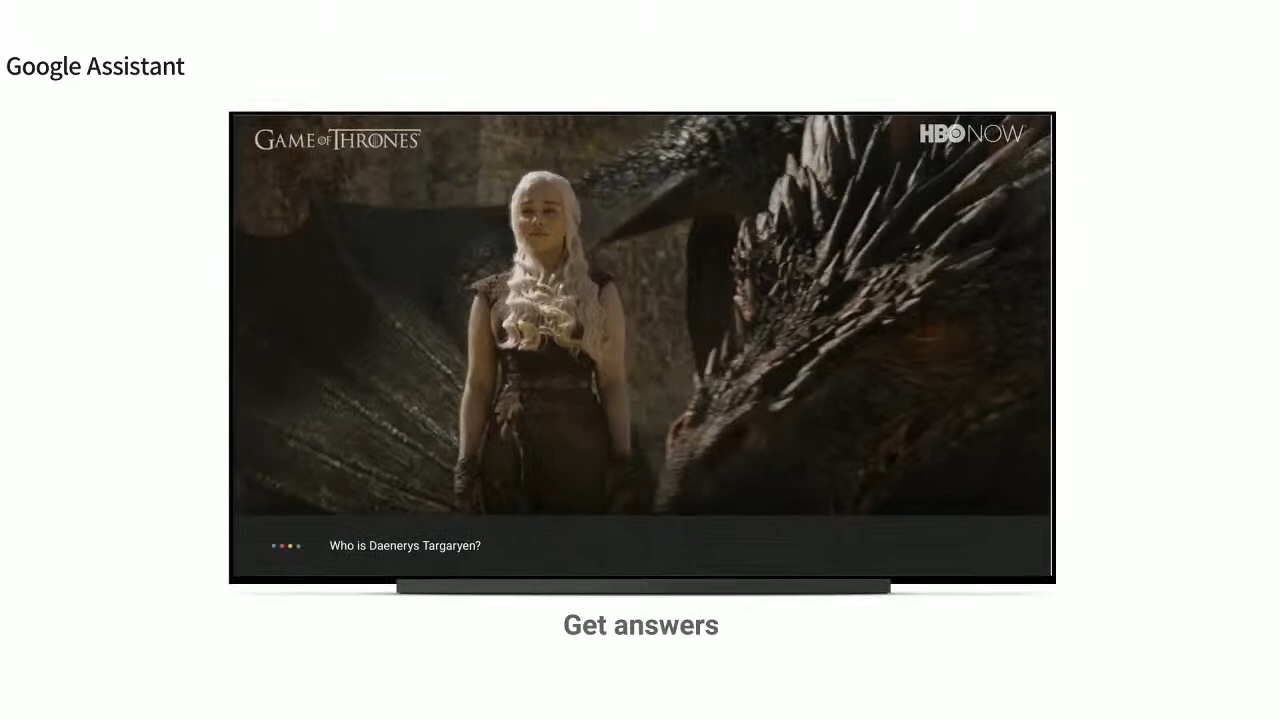 Google Assistant
GAME OF THRONES
HBO NOW
Who is Daenerys Targaryen?
Get answers